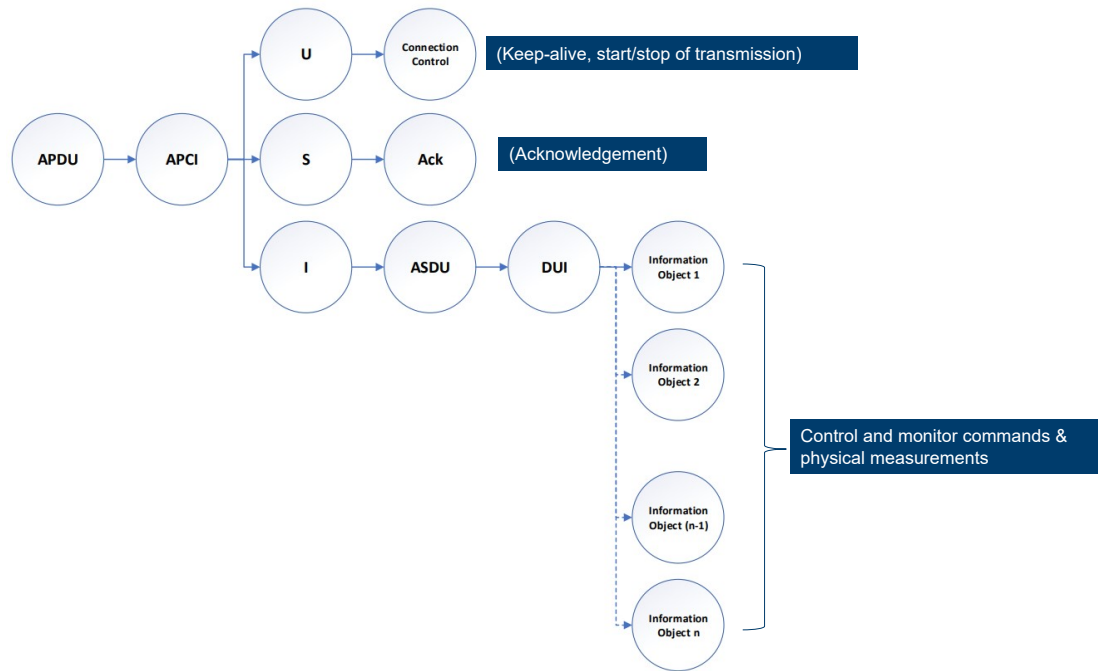 U
Connection
Control
(Keep-alive, start/stop of transmission)
APDU
APCI
S
Ack
(Acknowledgement)
I
ASDU
DUI
Information
Object 1
Information
Object 2
Control and monitor commands &
physical measurements
Information
Object (n-1)
Information
Object n